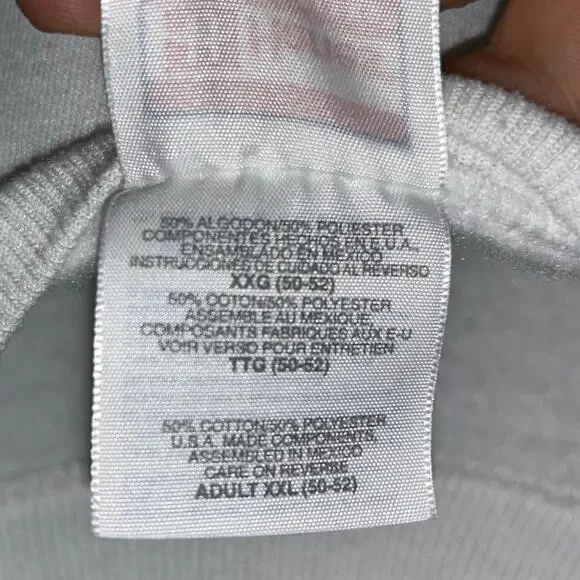 50% ALGODON/50% POLIESTER
COMPONENTES HECHOS EN E.U.A.,
ENSAMBLADO EN MEXICO
INSTRUCCIONES DE CUIDADO AL REVERSO
XXG (50-52)
50% COTON/50% POLYESTER
ASSEMBLE AU MEXIQUE
COMPOSANTS FABRIQUES AUX E-U
VOIR VERSO POUR ENTRETIEN
TTG (50-52)
50% COTTON/50% POLYESTER
U.S.A. MADE COMPONENTS,
ASSEMBLED IN MEXICO
CARE ON REVERSE
ADULT XXL (50-52)